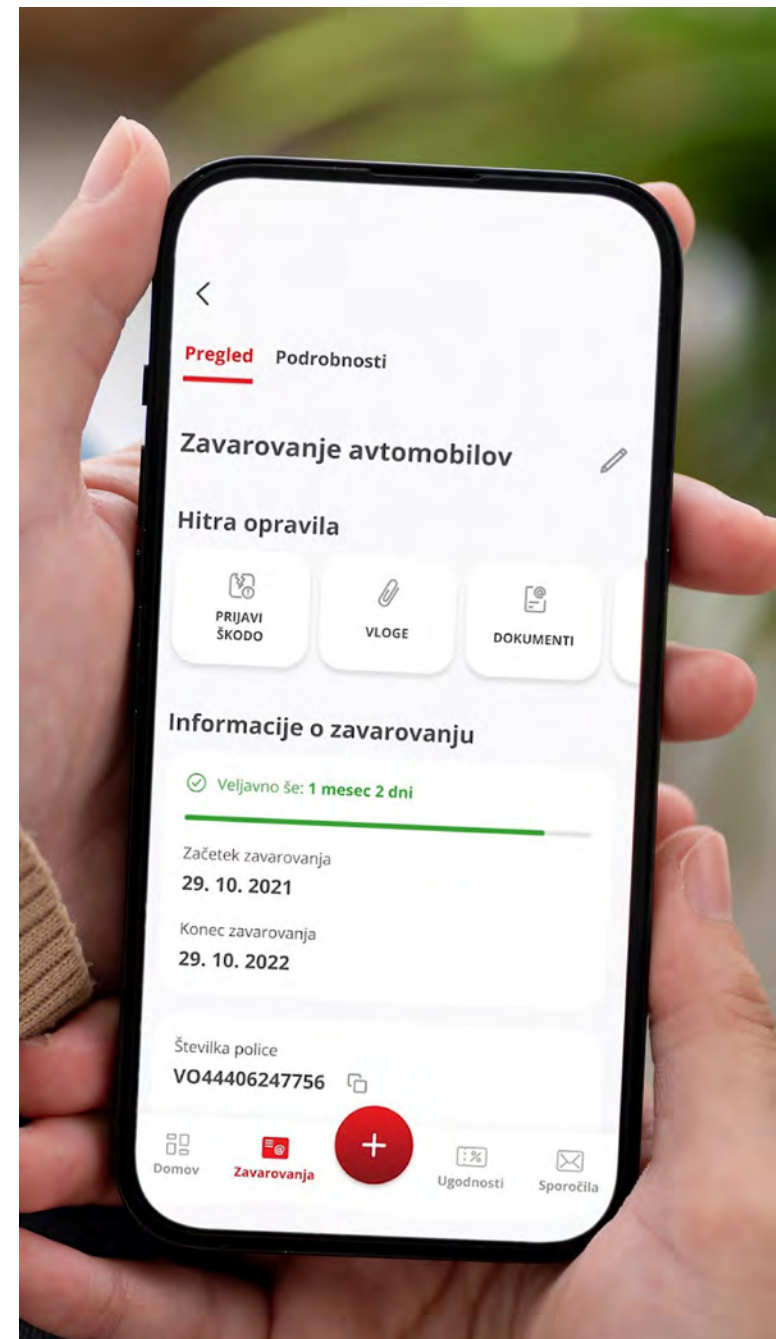 Pregled Podrobnosti
Zavarovanje avtomobilov
Hitra opravila
PRIJAVI
ŠKODO
VLOGE
DOKUMENTI
Informacije o zavarovanju
Veljavno še: 1 mesec 2 dni
Začetek zavarovanja
29. 10. 2021
Konec zavarovanja
29. 10. 2022
Številka police
VO44406247756
Domov
Zavarovanja
Ugodnosti
Sporočila